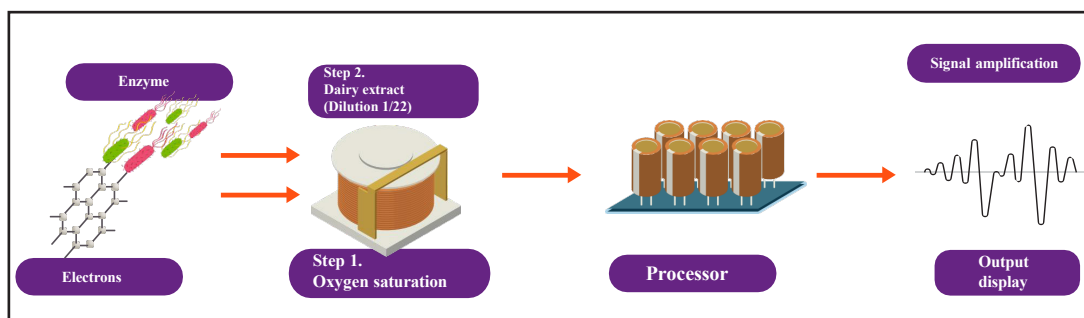 Enzyme
Electrons
Step 2.
Dairy extract
(Dilution 1/22)
Step 1.
Oxygen saturation
Processor
Signal amplification
Output
display